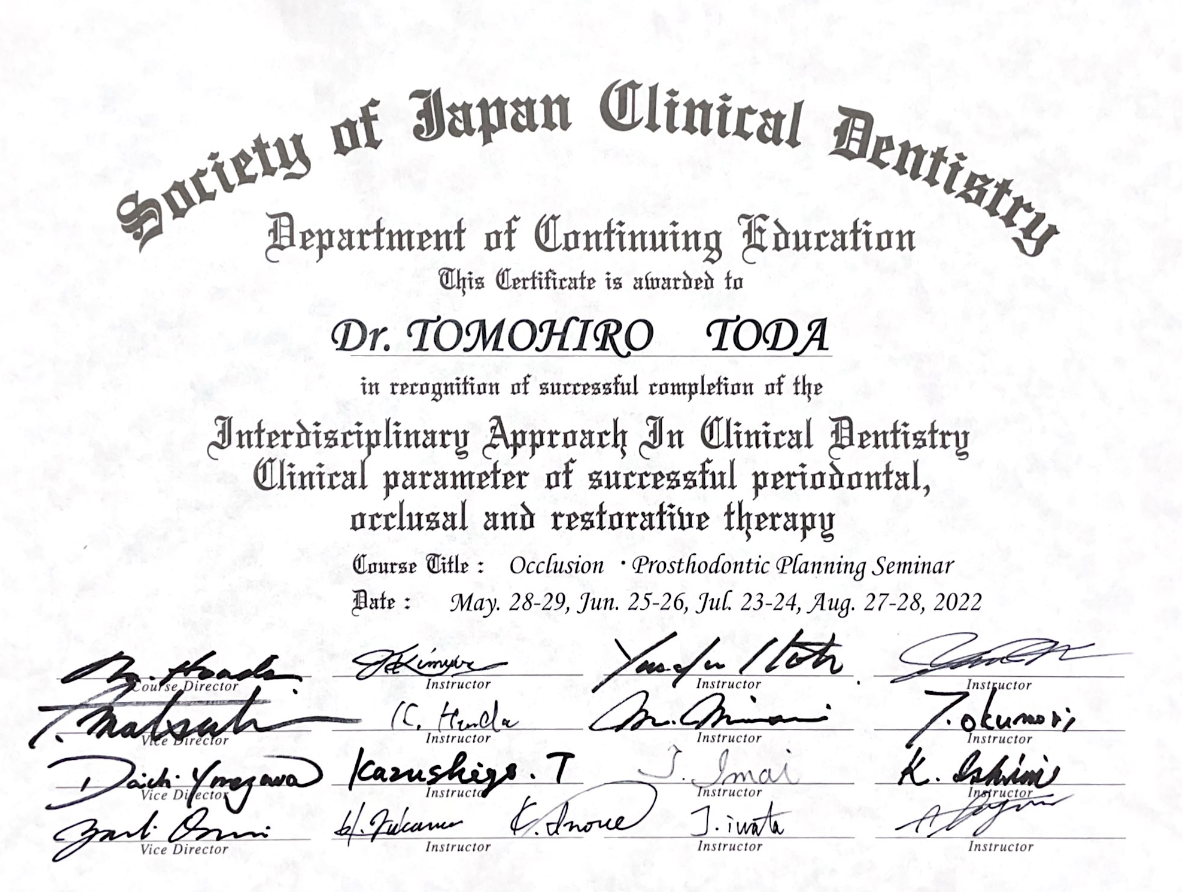 Society of Japan Clinical Dentistry
Department of Continuing Education
This Certificate is awarded to
Dr. TOMOHIRO TODA
in recognition of successful completion of the
Interdisciplinary Approach In Clinical Dentistry
Clinical parameter of successful periodontal,
occlusal and restorative therapy
Course Title : Occlusion ・Prosthodontic Planning Seminar
Date : May. 28-29, Jun. 25-26, Jul. 23-24, Aug. 27-28, 2022
Course Director Instructor Instructor Instructor
K. Honda T. Okumori
Vice Director Instructor Instructor Instructor
Kazushige. T J. Imai
Vice Director Instructor Instructor Instructor
K. Inoue J. iwata
Vice Director Instructor Instructor Instructor